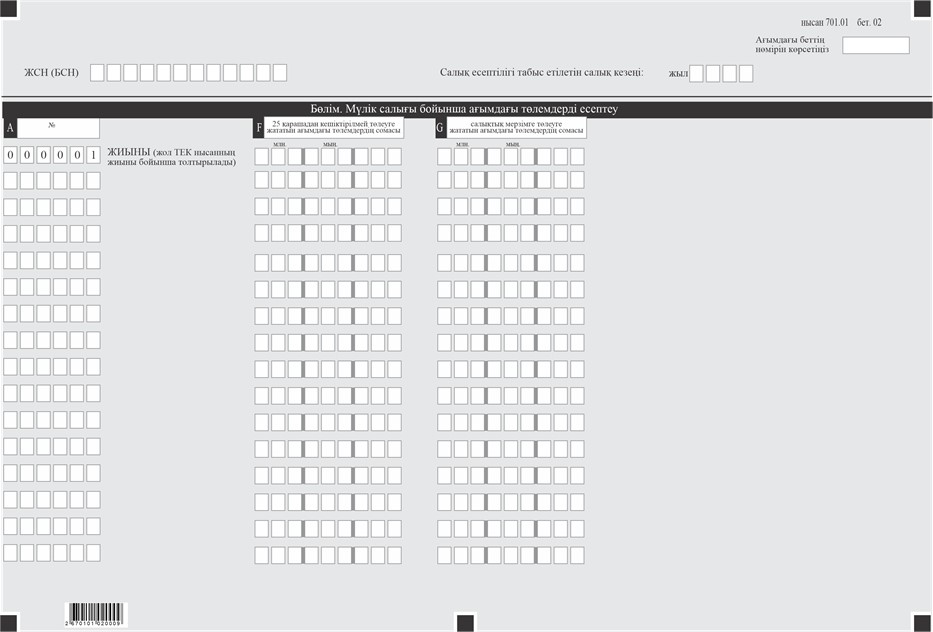 нысан 701.01 бет. 02
Ағымдағы беттің
нөмірін көрсетіңіз
ЖСН (БСН)
Салық есептілігі табыс етілетін салық кезеңі:
жыл
Бөлім. Мүлік салығы бойынша ағымдағы төлемдерді есептеу
A
№
F
25 қарашадан кешіктірілмей төлеуге
жататын ағымдағы төлемдердің сомасы
G
салықтық мерзімге төлеуге
жататын ағымдағы төлемдердің сомасы
млн. мың. млн. мың.
0 0 0 0 0 1
ЖИЫНЫ (жол ТЕК нысанның
жиыны бойынша толтырылады)
2 670101 020009